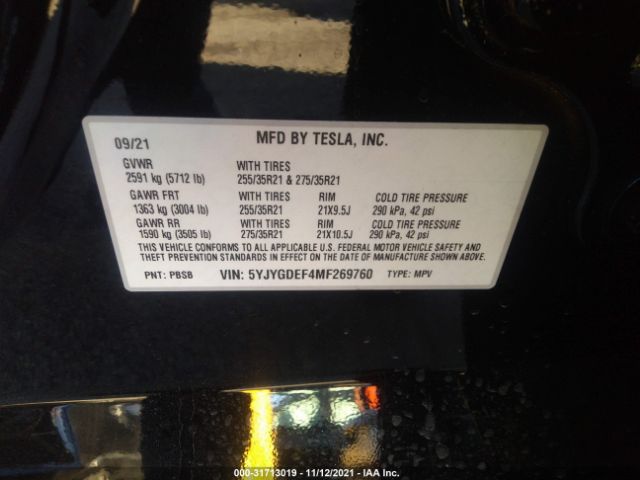 09/21 MFD BY TESLA, INC.
GVWR WITH TIRES
2591 kg (5712 lb) 255/35R21 & 275/35R21
GAWR FRT WITH TIRES RIM COLD TIRE PRESSURE
1363 kg (3004 lb) 255/35R21 21X9.5J 290 kPa, 42 psi
GAWR RR WITH TIRES RIM COLD TIRE PRESSURE
1590 kg (3505 lb) 275/35R21 21X10.5J 290 kPa, 42 psi
THIS VEHICLE CONFORMS TO ALL APPLICABLE U.S. FEDERAL MOTOR VEHICLE SAFETY AND
THEFT PREVENTION STANDARDS IN EFFECT ON THE DATE OF MANUFACTURE SHOWN ABOVE.
PNT: PBSB VIN: 5YJYGDEF4MF269760 TYPE: MPV
000-31713019 - 11/12/2021 - IAA Inc.